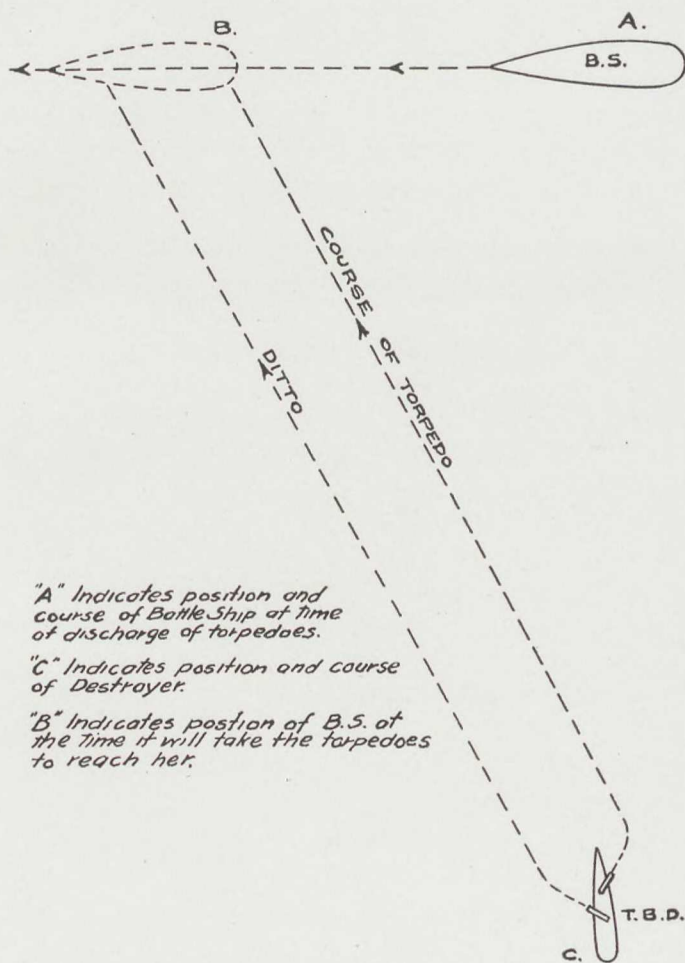 B.
A.
B.S.
COURSE OF TORPEDO
DITTO
"A" Indicates position and
course of Battle Ship at Time
of discharge of torpedoes.
"C" Indicates position and course
of Destroyer.
"B" Indicates postion of B.S. at
the Time it will take the torpedoes
to reach her.
T.B.D.
C.